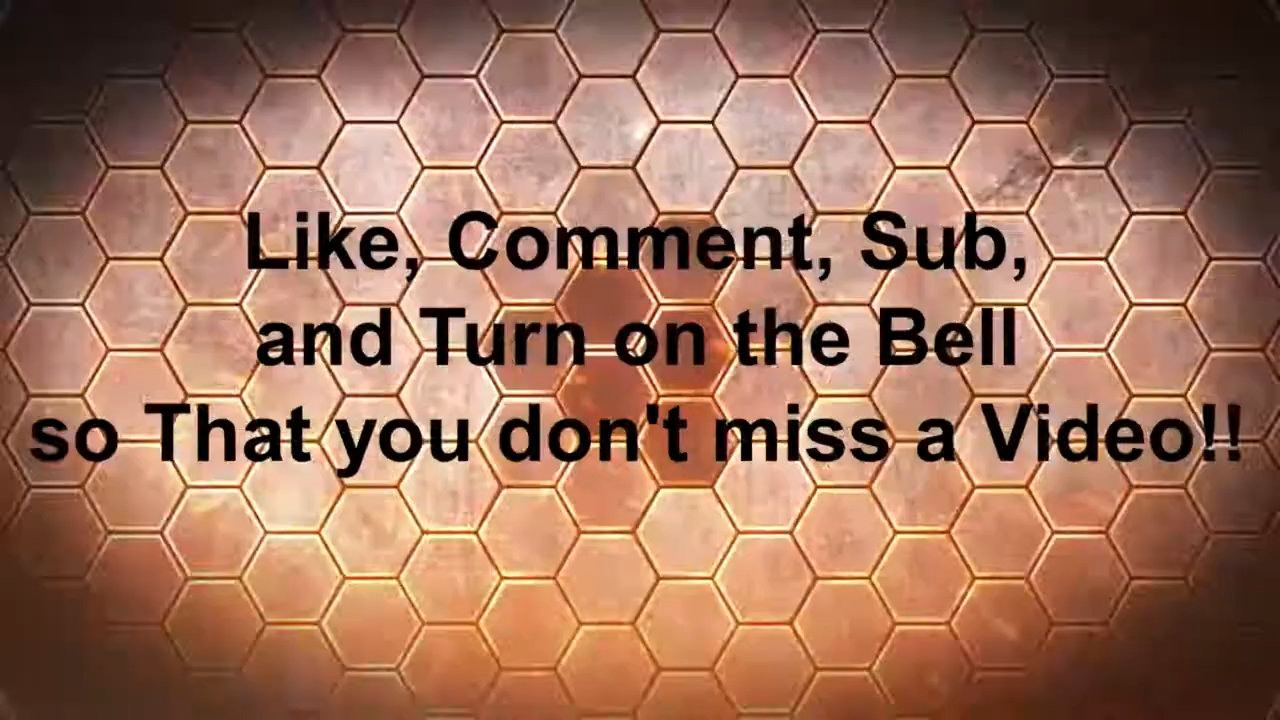 Like, Comment, Sub,
and Turn on the Bell
so That you don't miss a Video!!